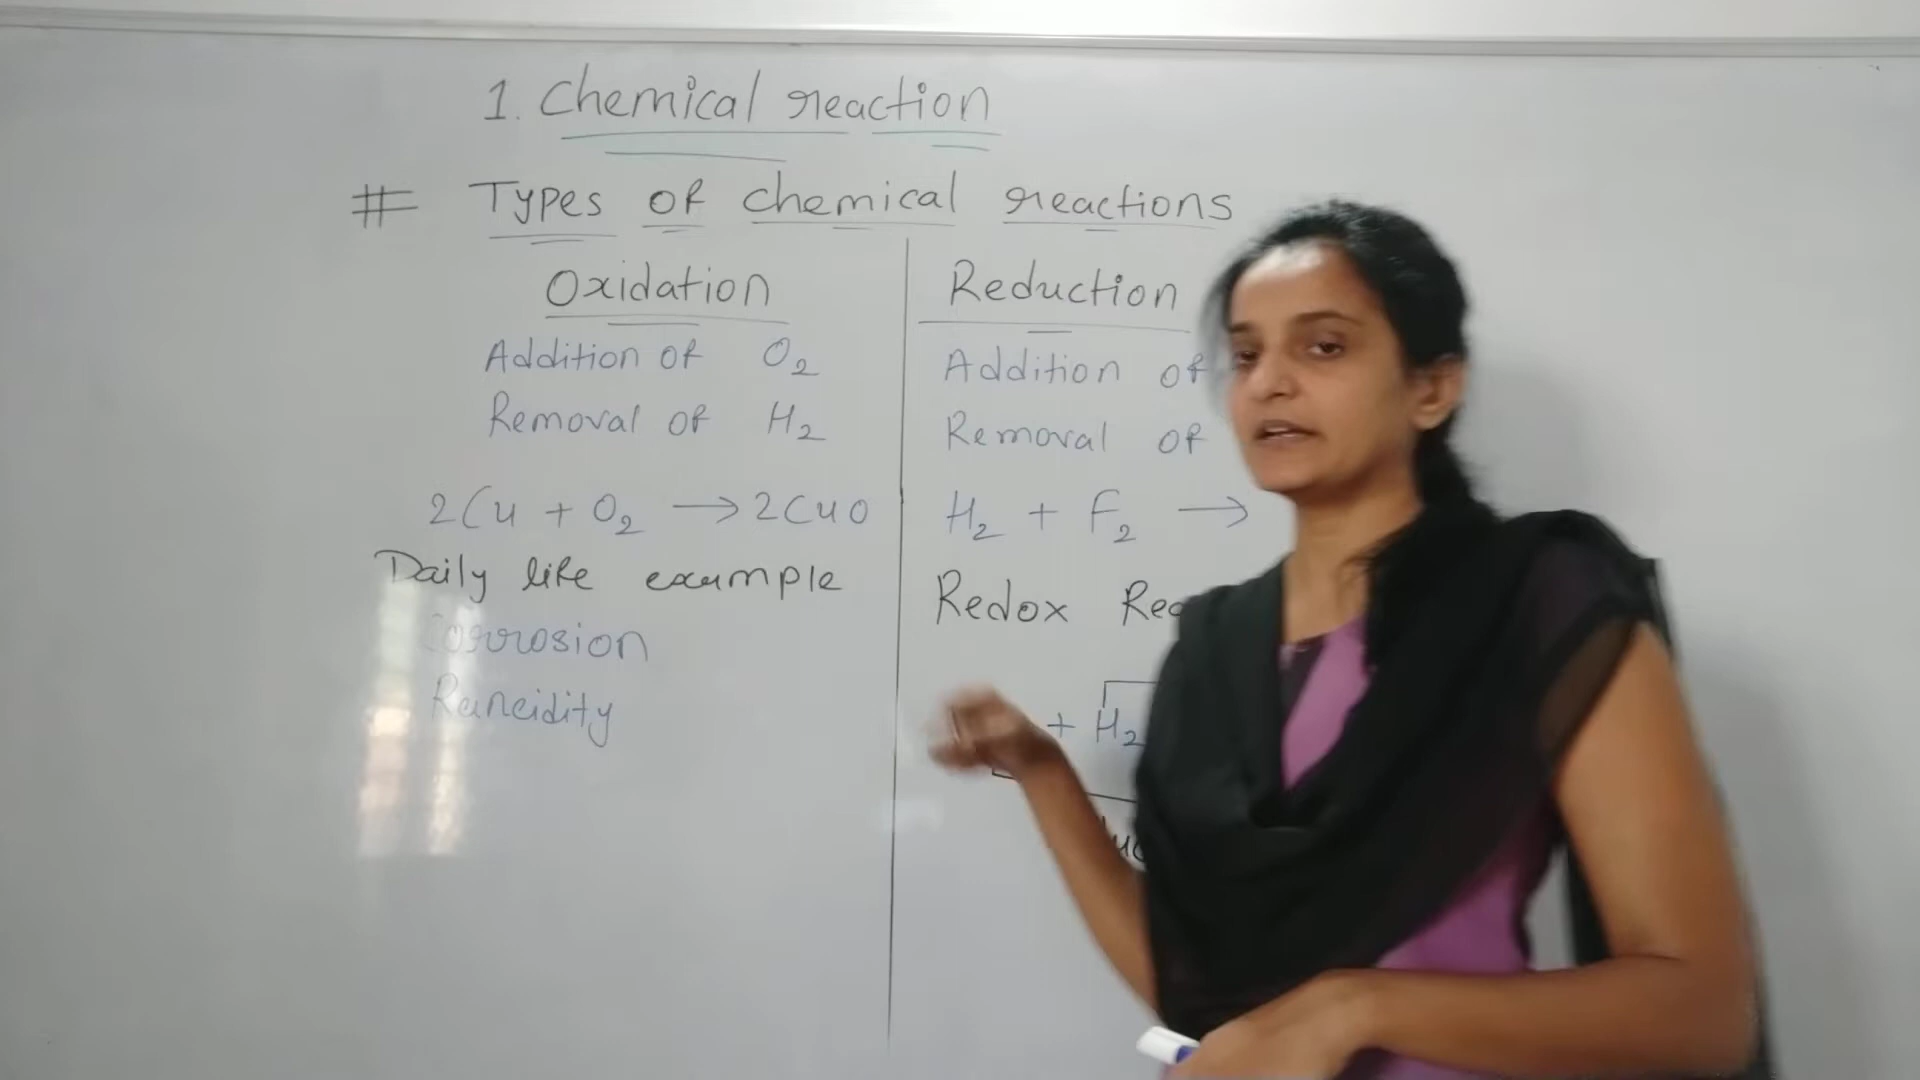 1. Chemical reaction
# Types of chemical reactions
Oxidation
Addition of O₂
Removal of H₂
2Cu + O₂ → 2CuO
Daily life example
Corrosion
Rancidity
Reduction
Addition of
Removal of
H₂ + F₂ →
Redox
+ H₂